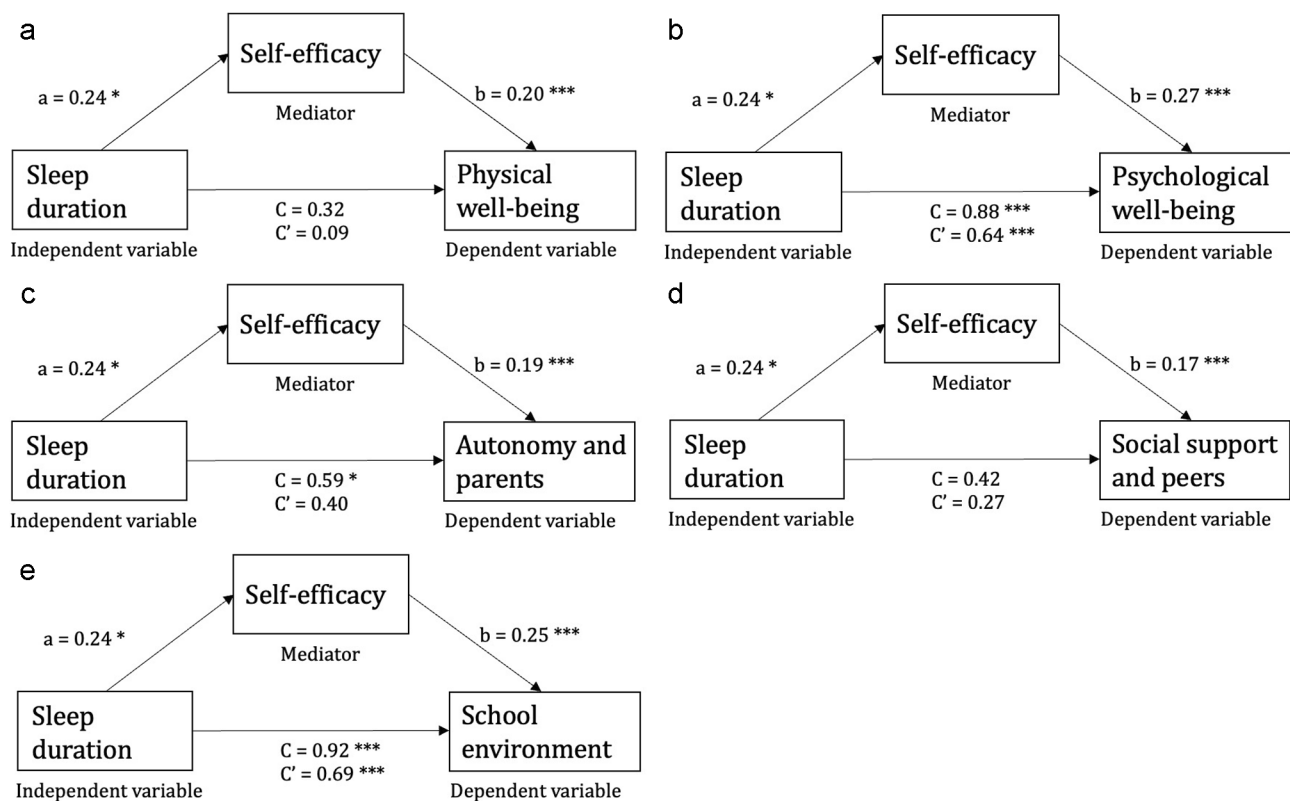 a
Self-efficacy
a = 0.24 *
b = 0.20 ***
Mediator
Sleep
duration
Physical
well-being
C = 0.32
C' = 0.09
Independent variable
Dependent variable
b
Self-efficacy
a = 0.24 *
b = 0.27 ***
Mediator
Sleep
duration
Psychological
well-being
C = 0.88 ***
C' = 0.64 ***
Independent variable
Dependent variable
c
Self-efficacy
a = 0.24 *
b = 0.19 ***
Mediator
Sleep
duration
Autonomy and
parents
C = 0.59 *
C' = 0.40
Independent variable
Dependent variable
d
Self-efficacy
a = 0.24 *
b = 0.17 ***
Mediator
Sleep
duration
Social support
and peers
C = 0.42
C' = 0.27
Independent variable
Dependent variable
e
Self-efficacy
a = 0.24 *
b = 0.25 ***
Mediator
Sleep
duration
School
environment
C = 0.92 ***
C' = 0.69 ***
Independent variable
Dependent variable